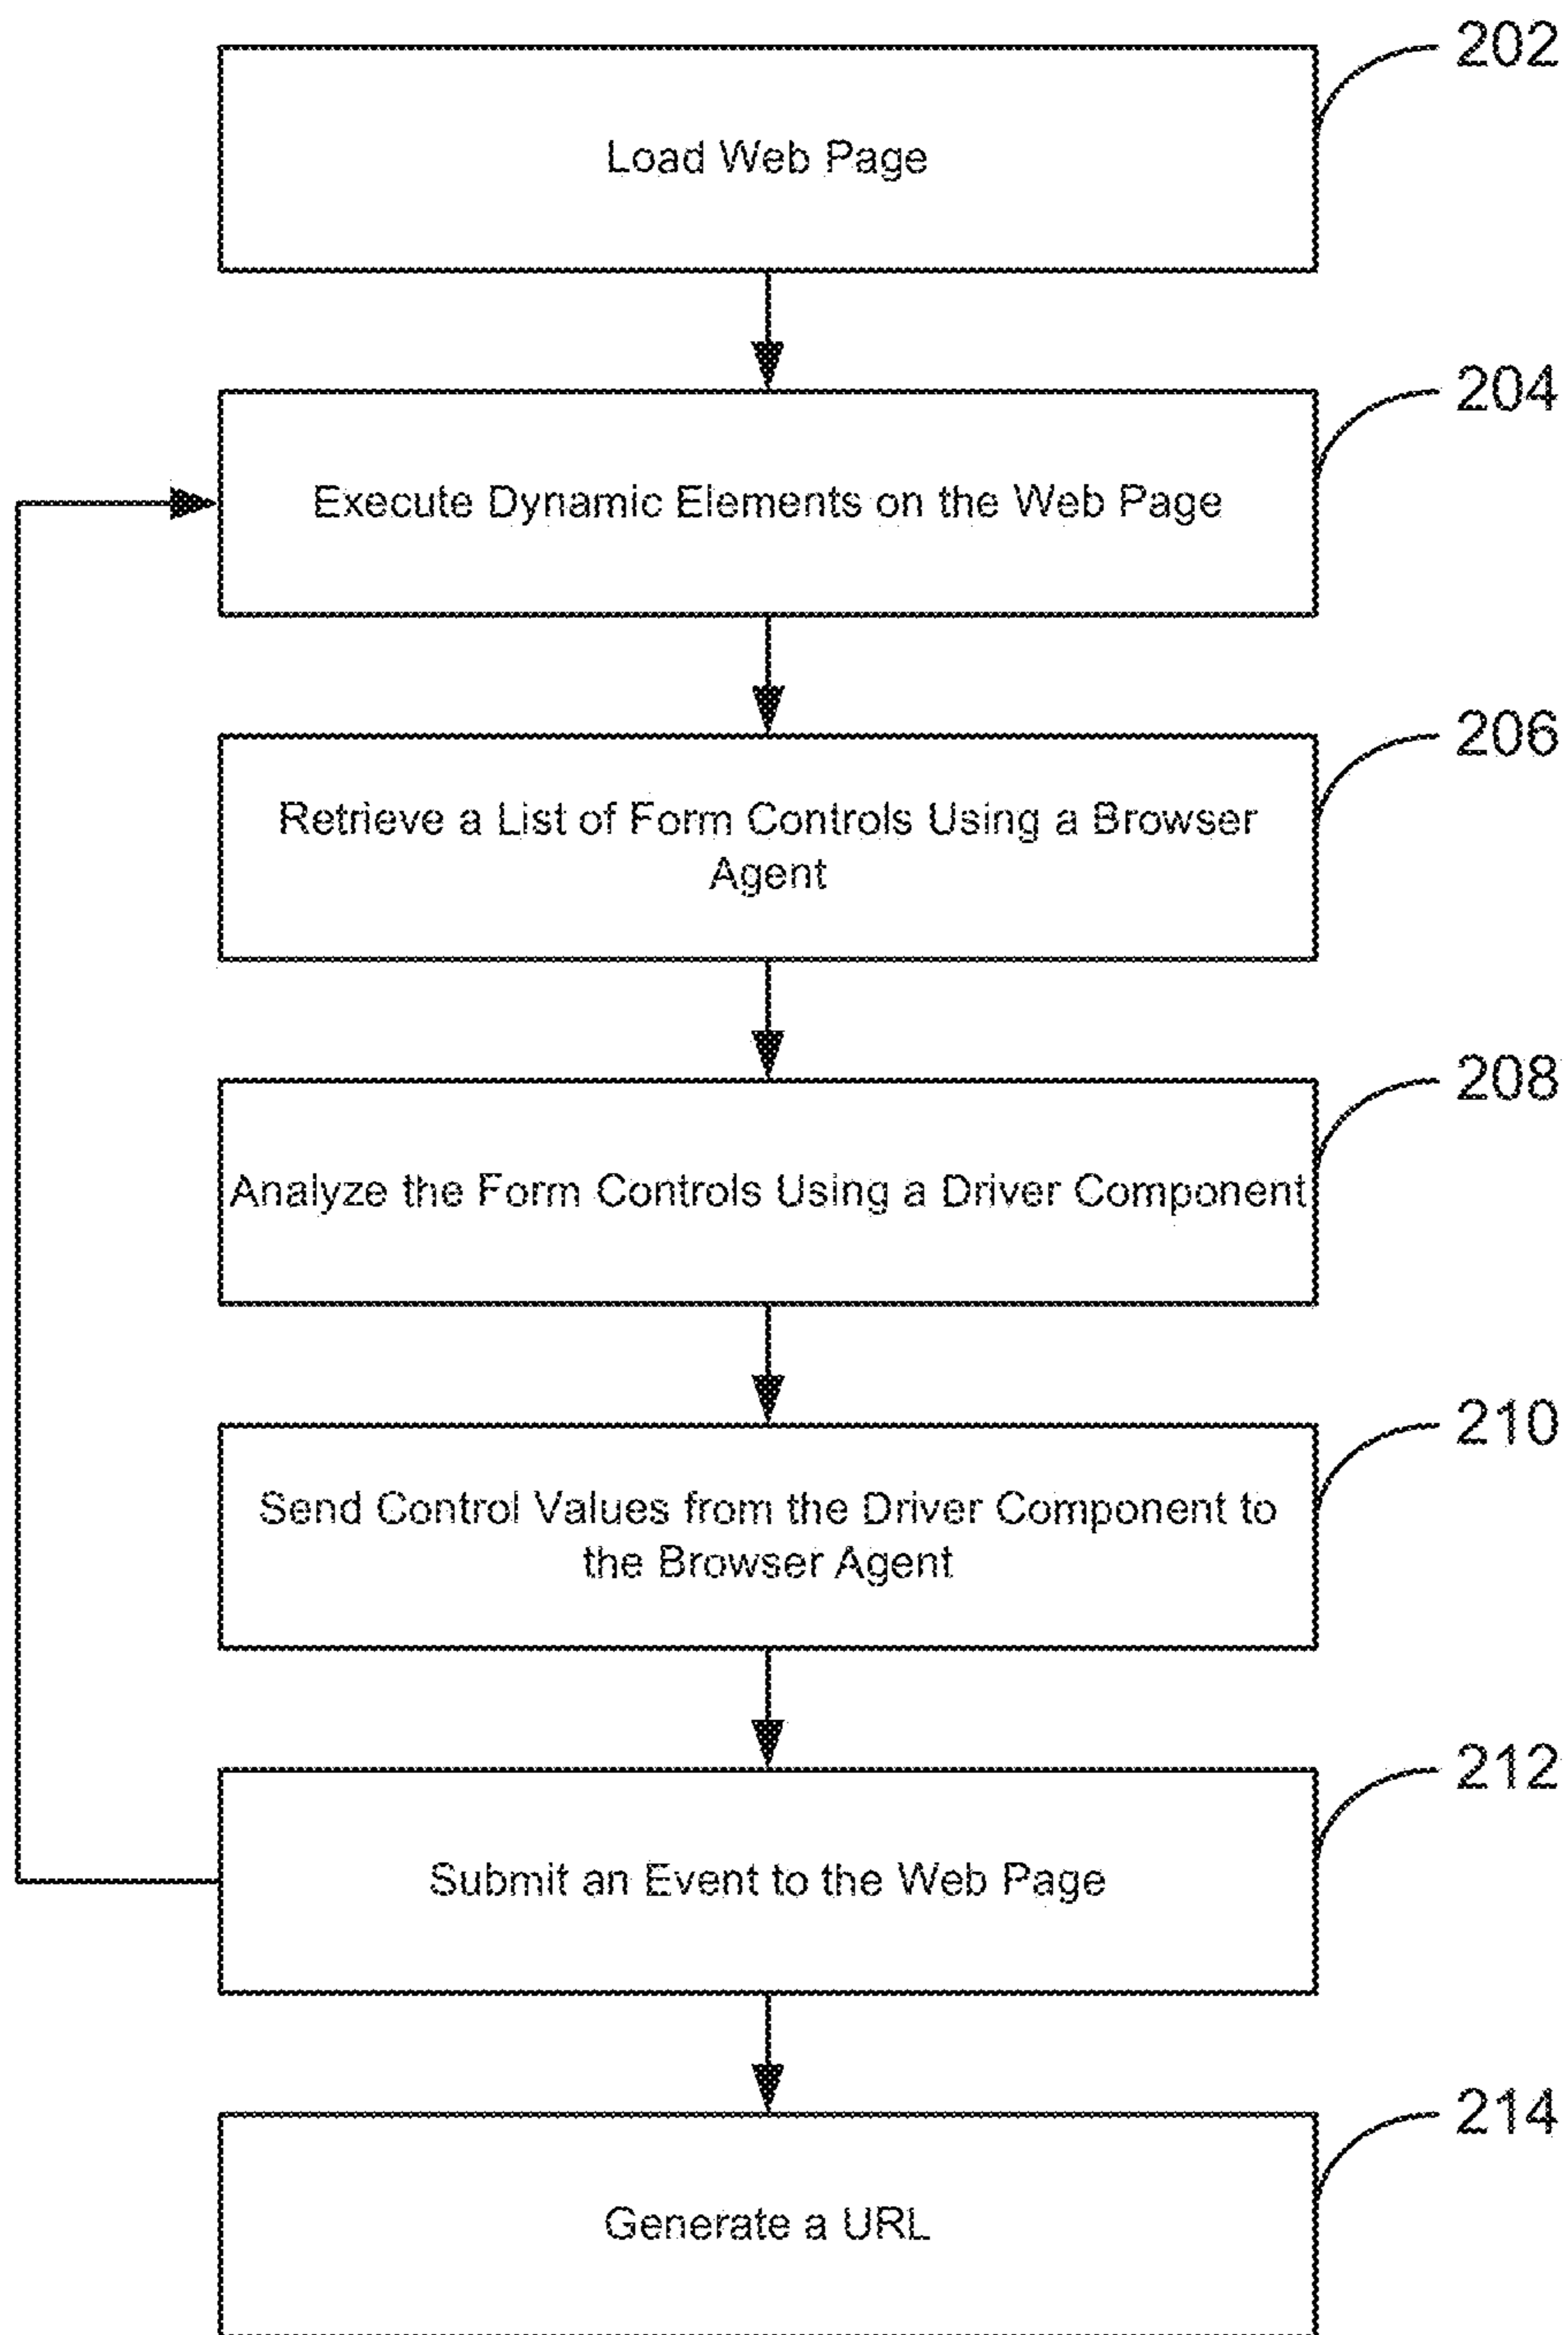 202
Load Web Page
204
Execute Dynamic Elements on the Web Page
206
Retrieve a List of Form Controls Using a Browser
Agent
208
Analyze the Form Controls Using a Driver Component
210
Send Control Values from the Driver Component to
the Browser Agent
212
Submit an Event to the Web Page
214
Generate a URL